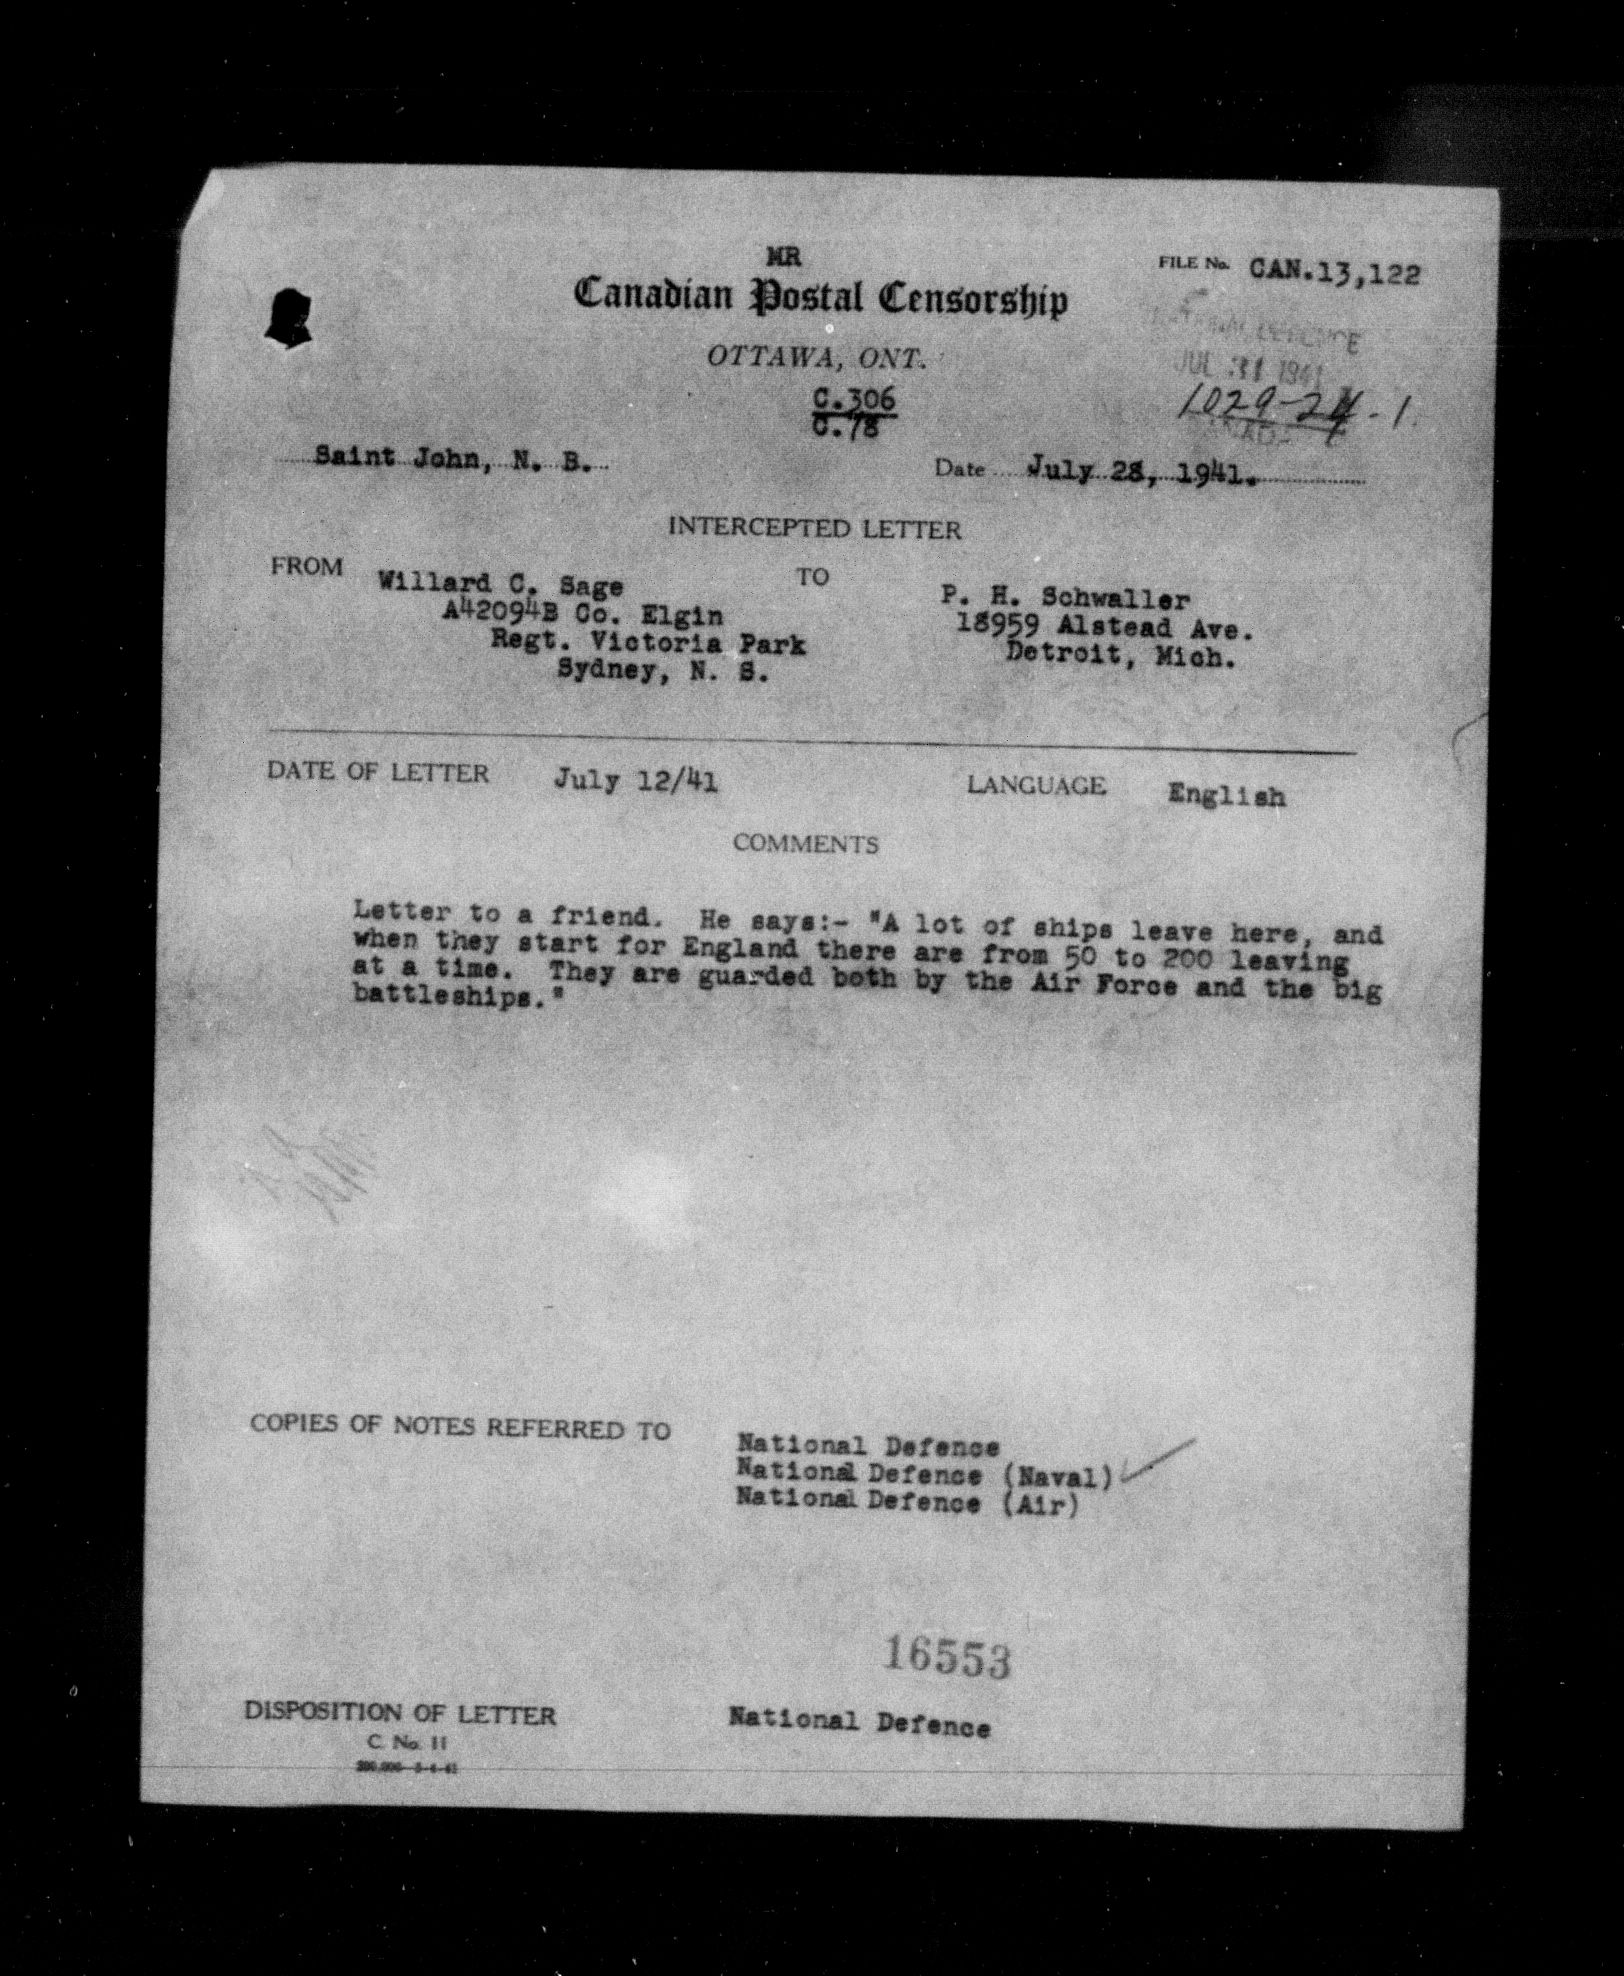 MR
FILE No. CAN.13,122
Canadian Postal Censorship
OTTAWA, ONT.
JUL 31 1941
C.306
C.78
1029-24-1
Saint John, N. B.
Date July 28, 1941.
INTERCEPTED LETTER
FROM
Willard C. Sage
A42094B Co. Elgin
Regt. Victoria Park
Sydney, N. S.
TO
P. H. Schwaller
18959 Alstead Ave.
Detroit, Mich.
DATE OF LETTER July 12/41
LANGUAGE English
COMMENTS
Letter to a friend. He says:- "A lot of ships leave here, and
when they start for England there are from 50 to 200 leaving
at a time. They are guarded both by the Air Force and the big
battleships."
COPIES OF NOTES REFERRED TO
National Defence
National Defence (Naval)
National Defence (Air)
16553
DISPOSITION OF LETTER National Defence
C. No. 11